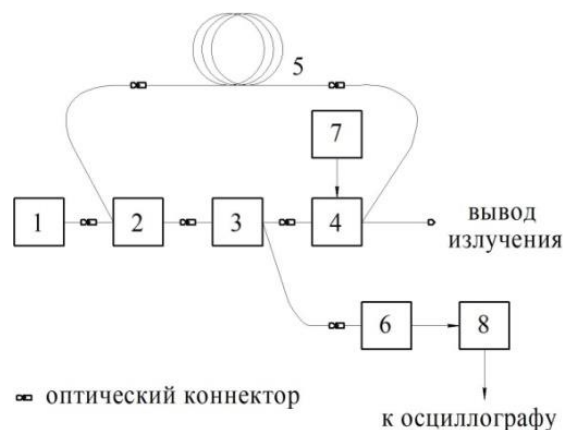 5
7
1
2
3
4
вывод
излучения
6
8
оптический коннектор
к осциллографу